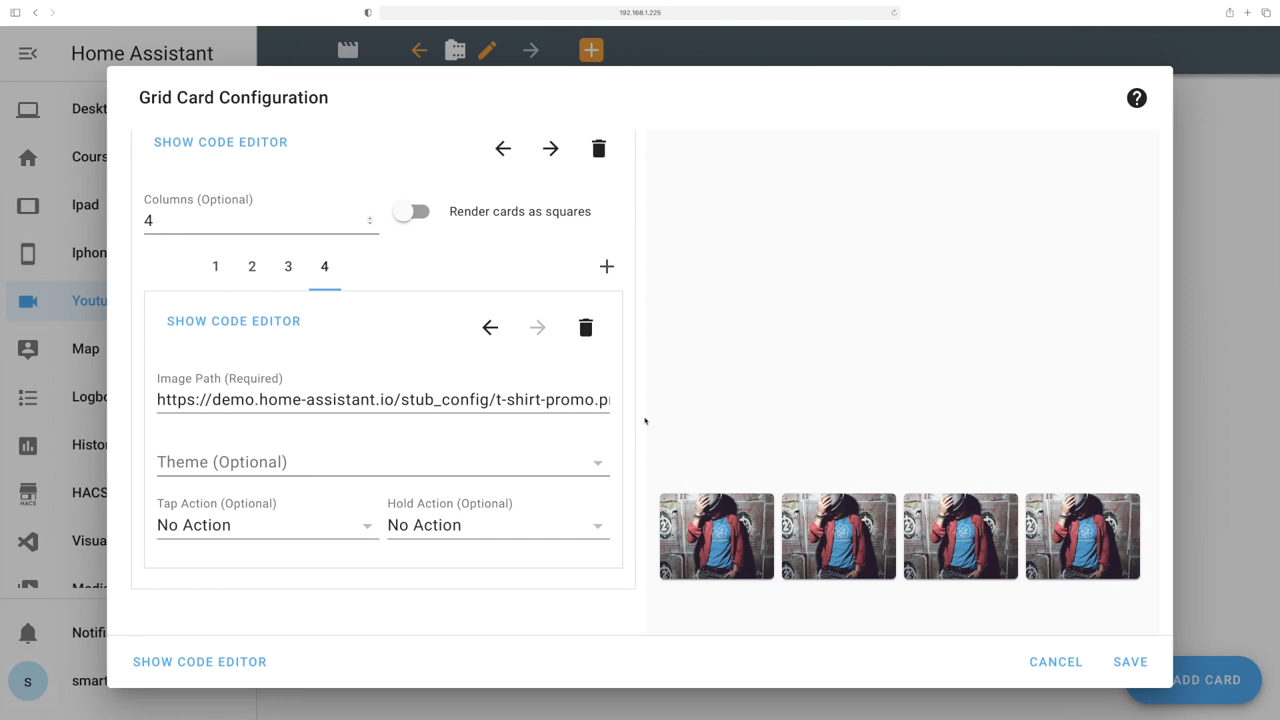 192.168.1.225
Home Assistant
Deskt
Cours
Ipad
Iphon
Youtu
Map
Logbo
Histor
HACS
HACS
Visua
Notifi
s
smart
Grid Card Configuration
SHOW CODE EDITOR
Columns (Optional)
4
Render cards as squares
1 2 3 4
SHOW CODE EDITOR
Image Path (Required)
https://demo.home-assistant.io/stub_config/t-shirt-promo.p
Theme (Optional)
Tap Action (Optional) Hold Action (Optional)
No Action No Action
SHOW CODE EDITOR
CANCEL SAVE
ADD CARD